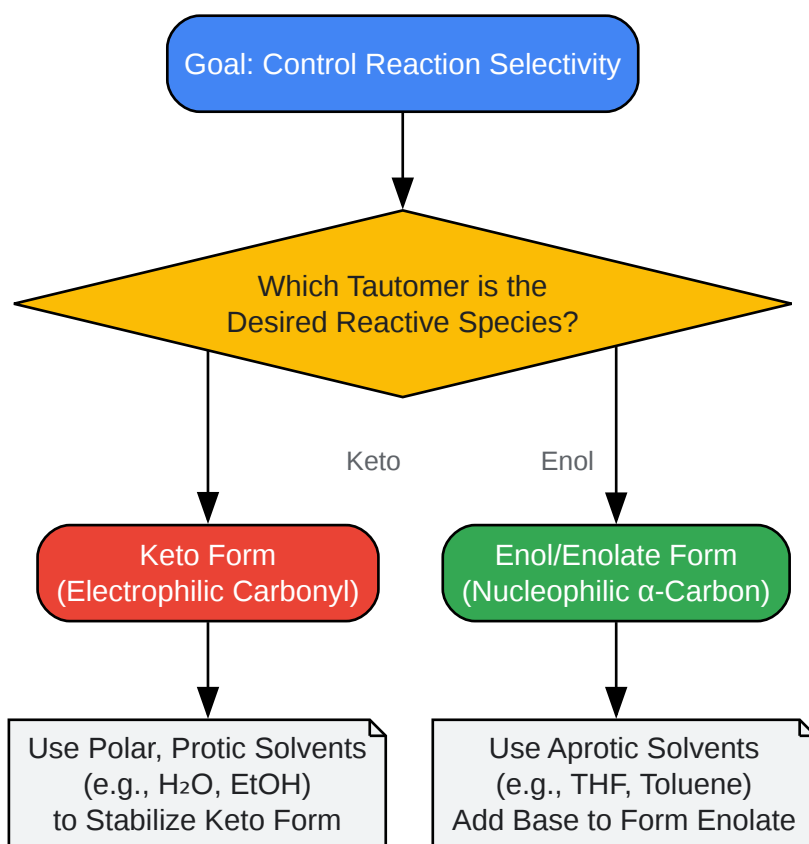 Goal: Control Reaction Selectivity
Which Tautomer is the
Desired Reactive Species?
Keto
Enol
Keto Form
(Electrophilic Carbonyl)
Enol/Enolate Form
(Nucleophilic α-Carbon)
Use Polar, Protic Solvents
(e.g., H₂O, EtOH)
to Stabilize Keto Form
Use Aprotic Solvents
(e.g., THF, Toluene)
Add Base to Form Enolate